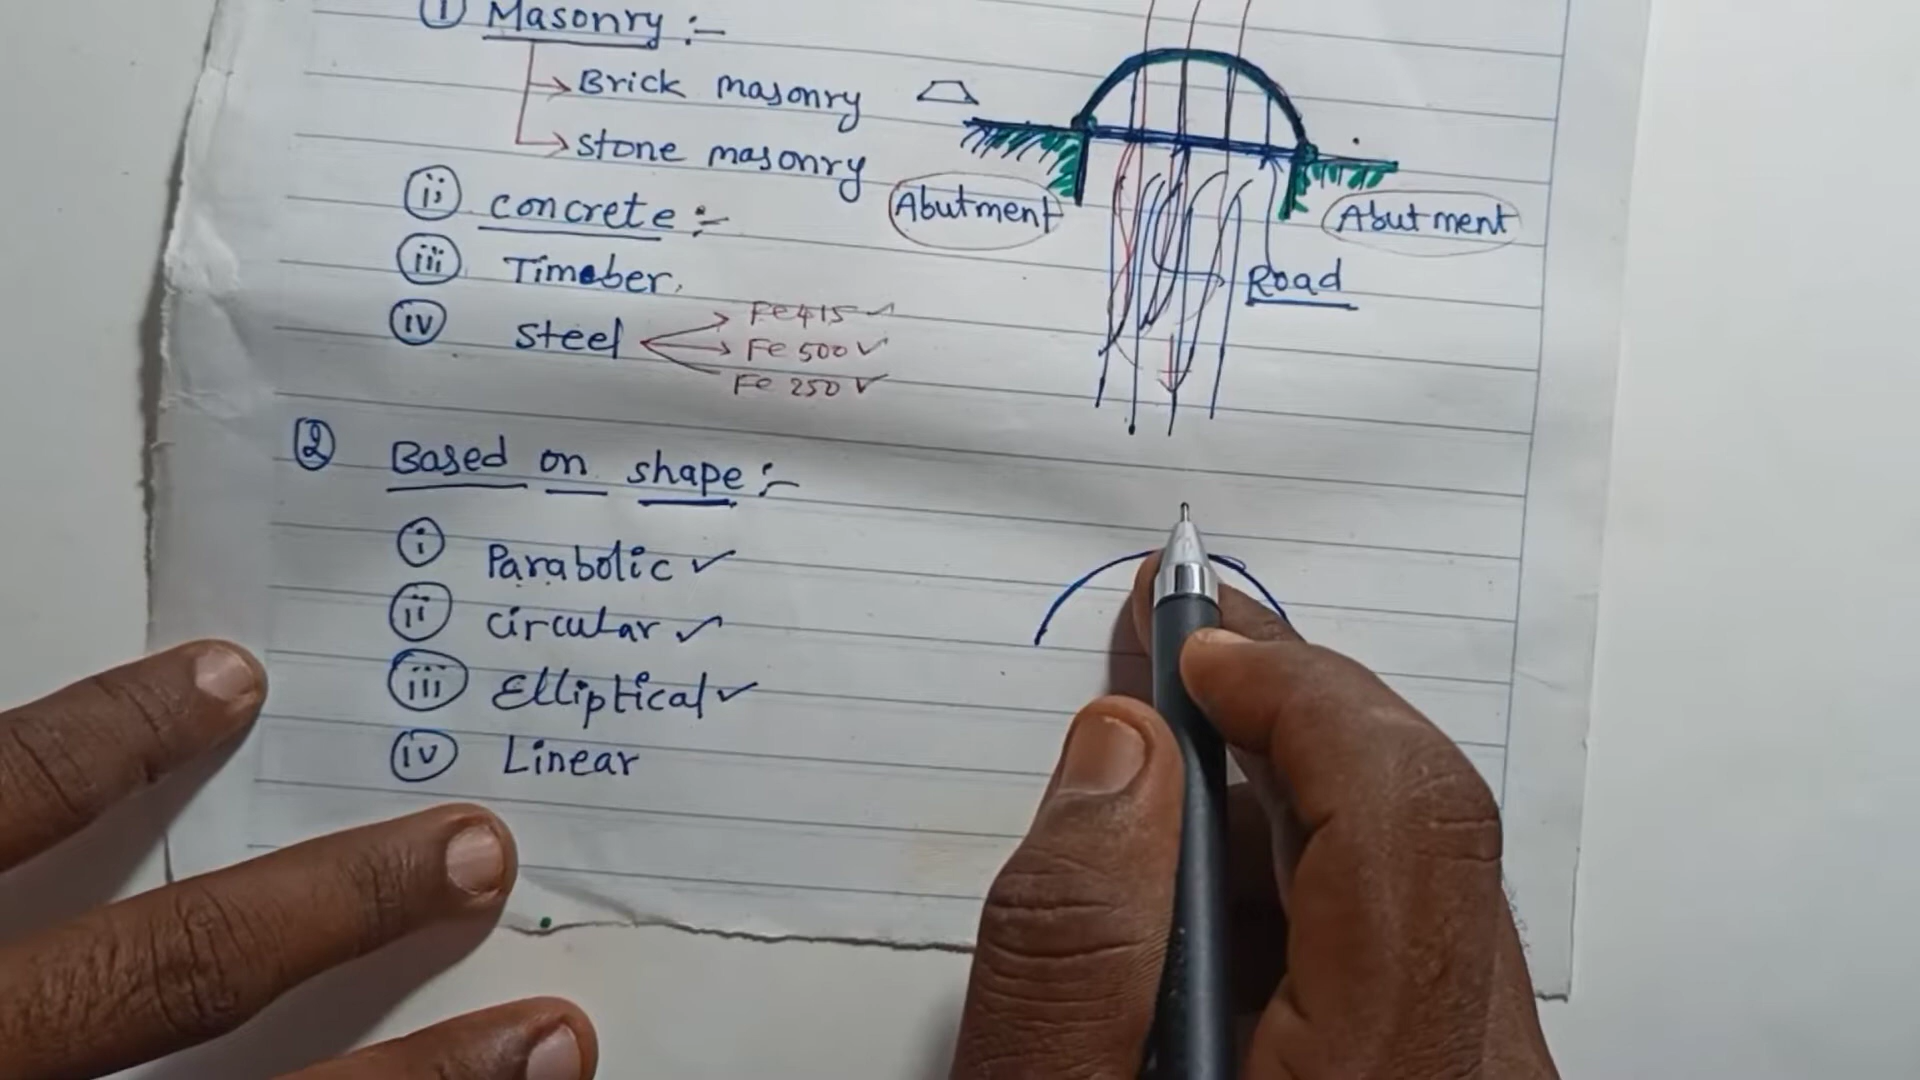 ① Masonry :-
→ Brick masonry
→ Stone masonry
Abutment
Abutment
ⅱ concrete :-
ⅲ Timber.
Road
ⅳ Steel
Fe415 ✓
Fe 500 ✓
Fe 250 ✓
② Based on shape :-
ⅰ Parabolic ✓
ⅱ circular ✓
ⅲ Elliptical ✓
ⅳ Linear